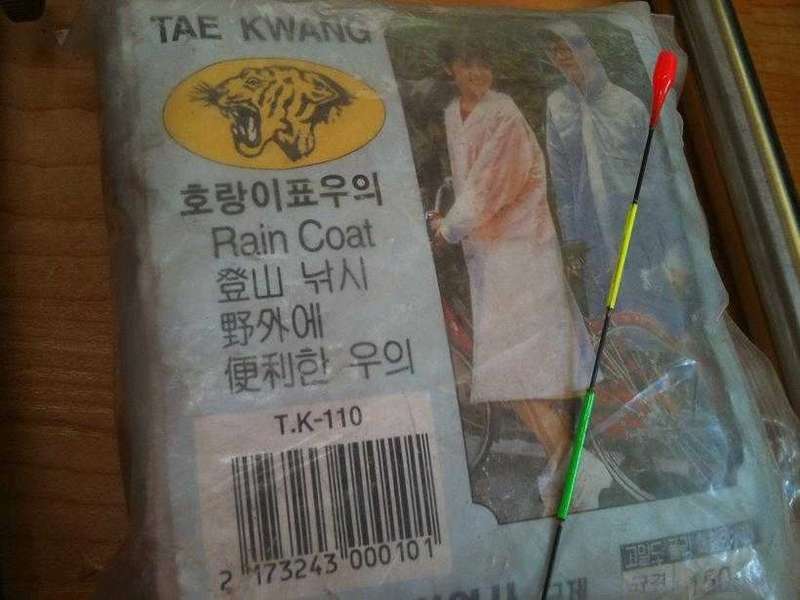 TAE KWANG
호랑이표우의
Rain Coat
登山 낚시
野外에
便利한 우의
T.K-110
2 173243 000101